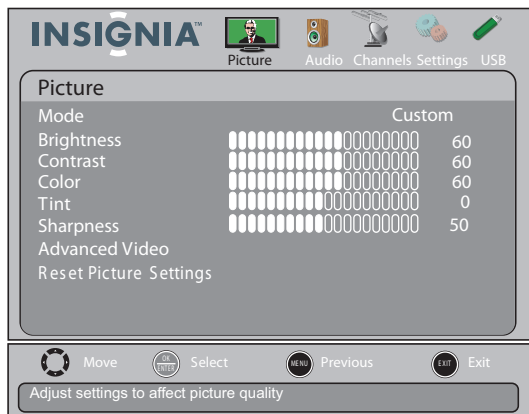 INSIGNIA™
Picture Audio Channels Settings USB
Picture
Mode Custom
Brightness 60
Contrast 60
Color 60
Tint 0
Sharpness 50
Advanced Video
Reset Picture Settings
Move OK ENTER Select MENU Previous EXIT Exit
Adjust settings to affect picture quality